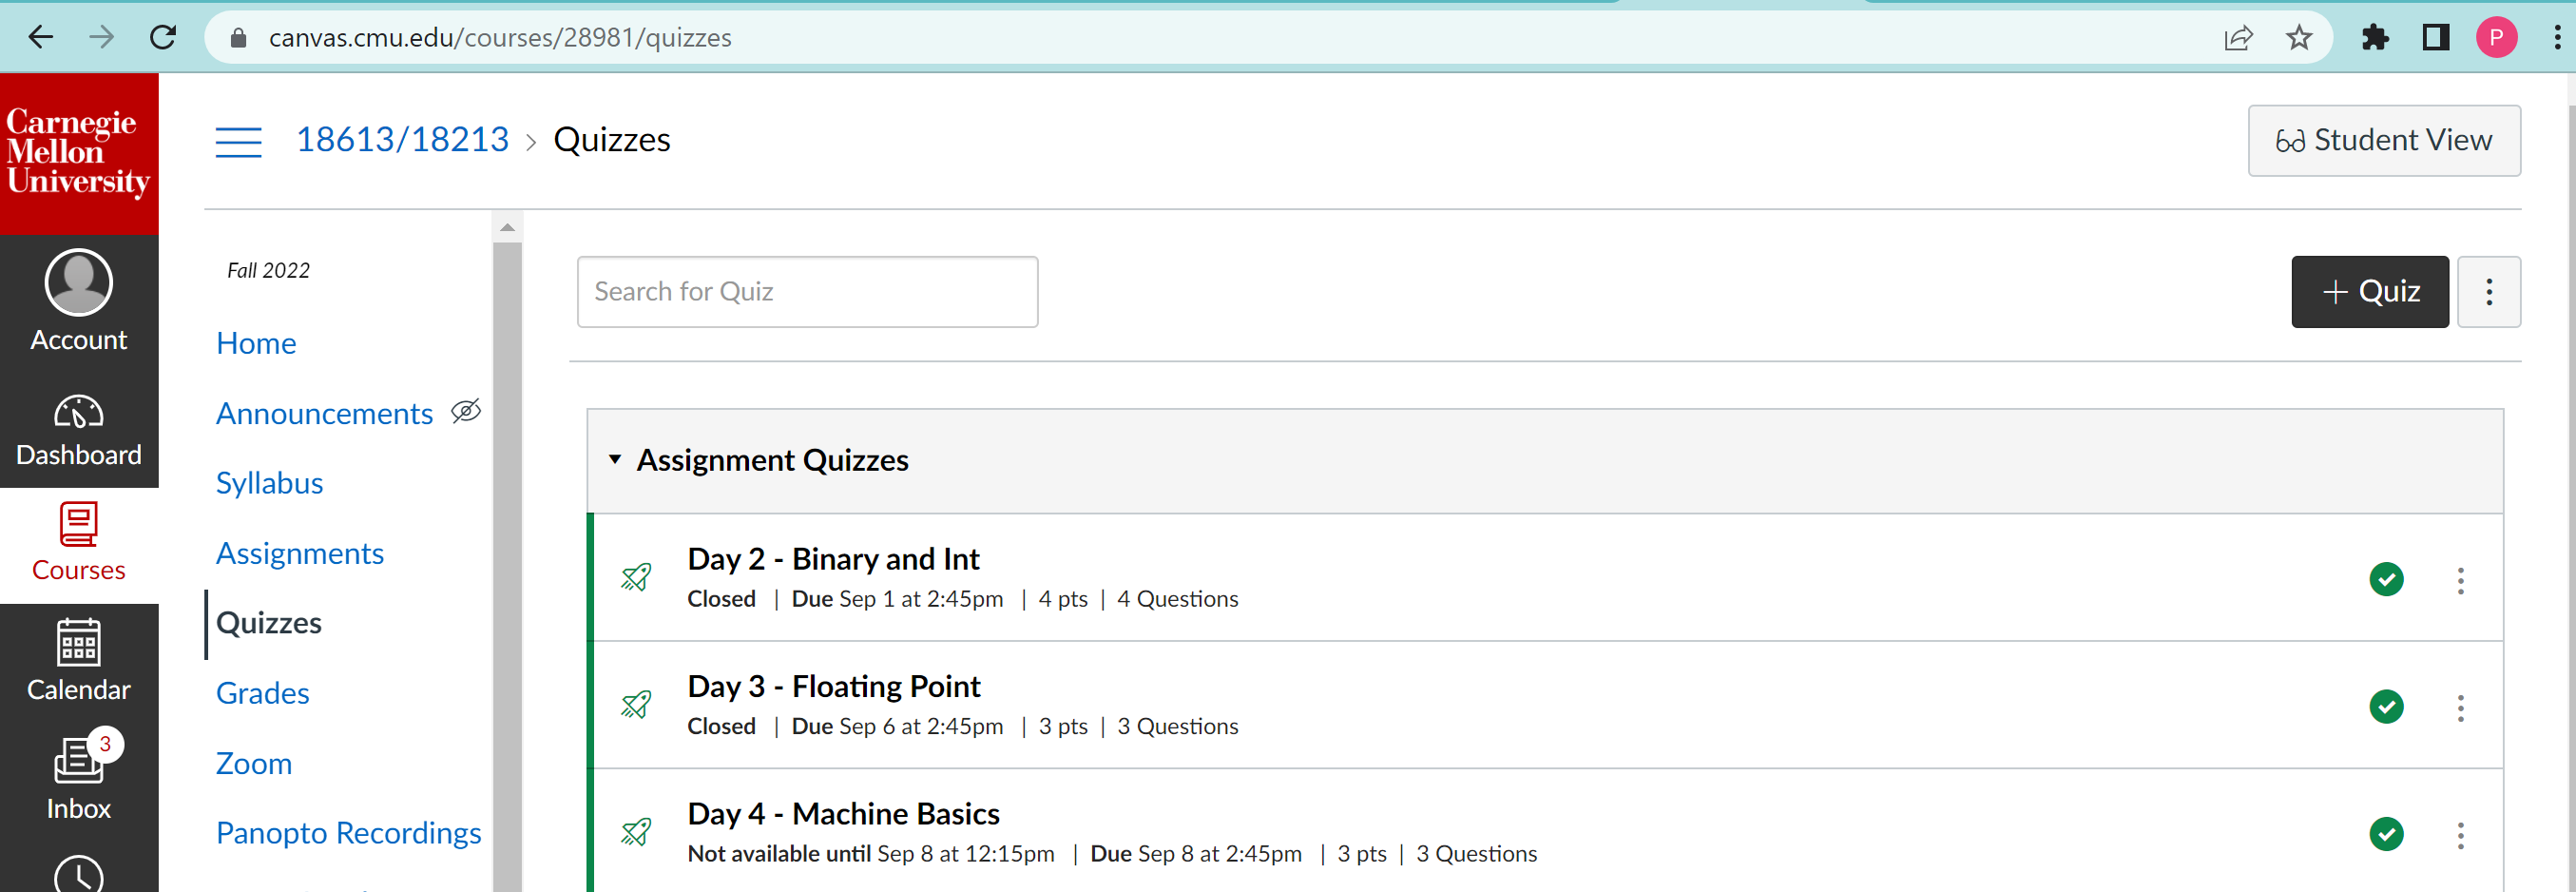 canvas.cmu.edu/courses/28981/quizzes
P
Carnegie
Mellon
University
18613/18213 > Quizzes
Student View
Account
Dashboard
Courses
Calendar
3
Inbox
Fall 2022
Home
Announcements
Syllabus
Assignments
Quizzes
Grades
Zoom
Panopto Recordings
Search for Quiz
+ Quiz
Assignment Quizzes
Day 2 - Binary and Int
Closed | Due Sep 1 at 2:45pm | 4 pts | 4 Questions
Day 3 - Floating Point
Closed | Due Sep 6 at 2:45pm | 3 pts | 3 Questions
Day 4 - Machine Basics
Not available until Sep 8 at 12:15pm | Due Sep 8 at 2:45pm | 3 pts | 3 Questions